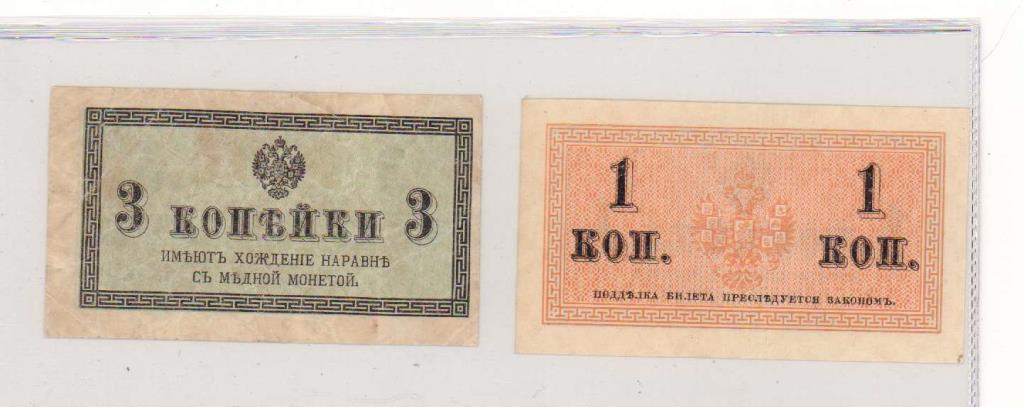 3 КОПѢЙКИ 3
ИМѢЮТЪ ХОЖДЕНІЕ НАРАВНѢ
СЪ МѢДНОЙ МОНЕТОЙ.
1 1
КОП. КОП.
ПОДДѢЛКА БИЛЕТА ПРЕСЛѢДУЕТСЯ ЗАКОНОМЪ.